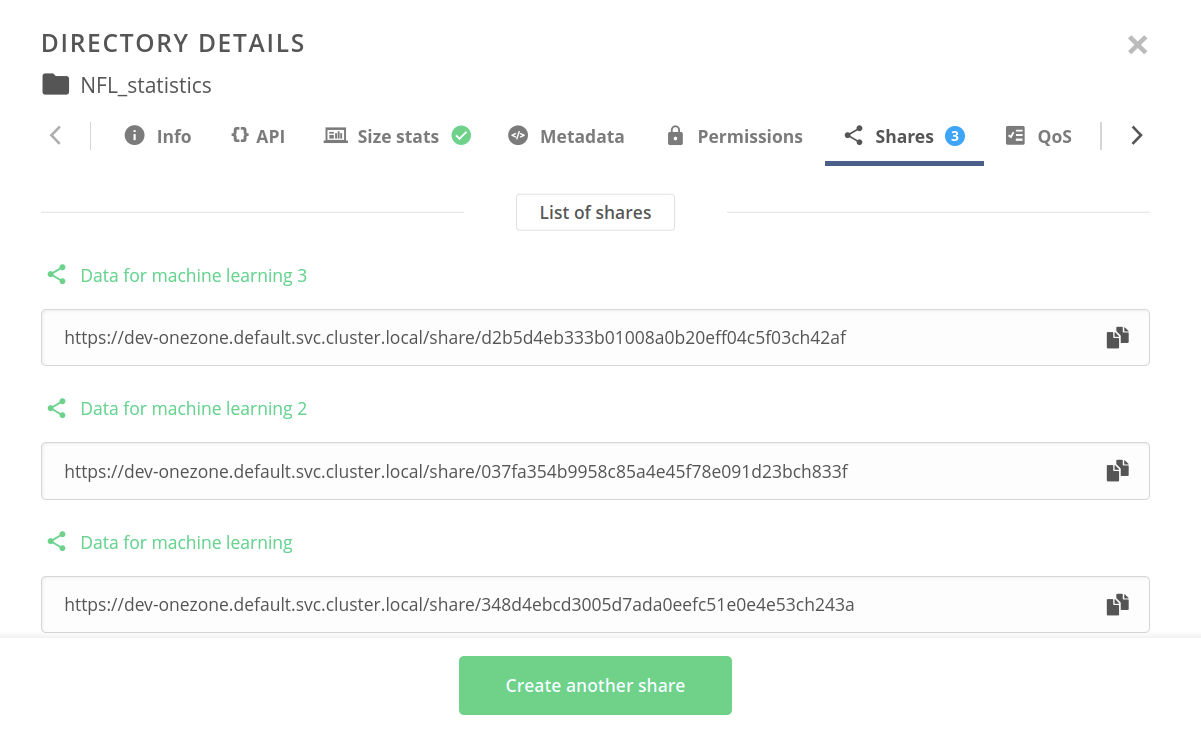 DIRECTORY DETAILS
NFL_statistics
Info {} API Size stats Metadata Permissions Shares 3 QoS
List of shares
Data for machine learning 3
https://dev-onezone.default.svc.cluster.local/share/d2b5d4eb333b01008a0b20eff04c5f03ch42af
Data for machine learning 2
https://dev-onezone.default.svc.cluster.local/share/037fa354b9958c85a4e45f78e091d23bch833f
Data for machine learning
https://dev-onezone.default.svc.cluster.local/share/348d4ebcd3005d7ada0eefc51e0e4e53ch243a
Create another share